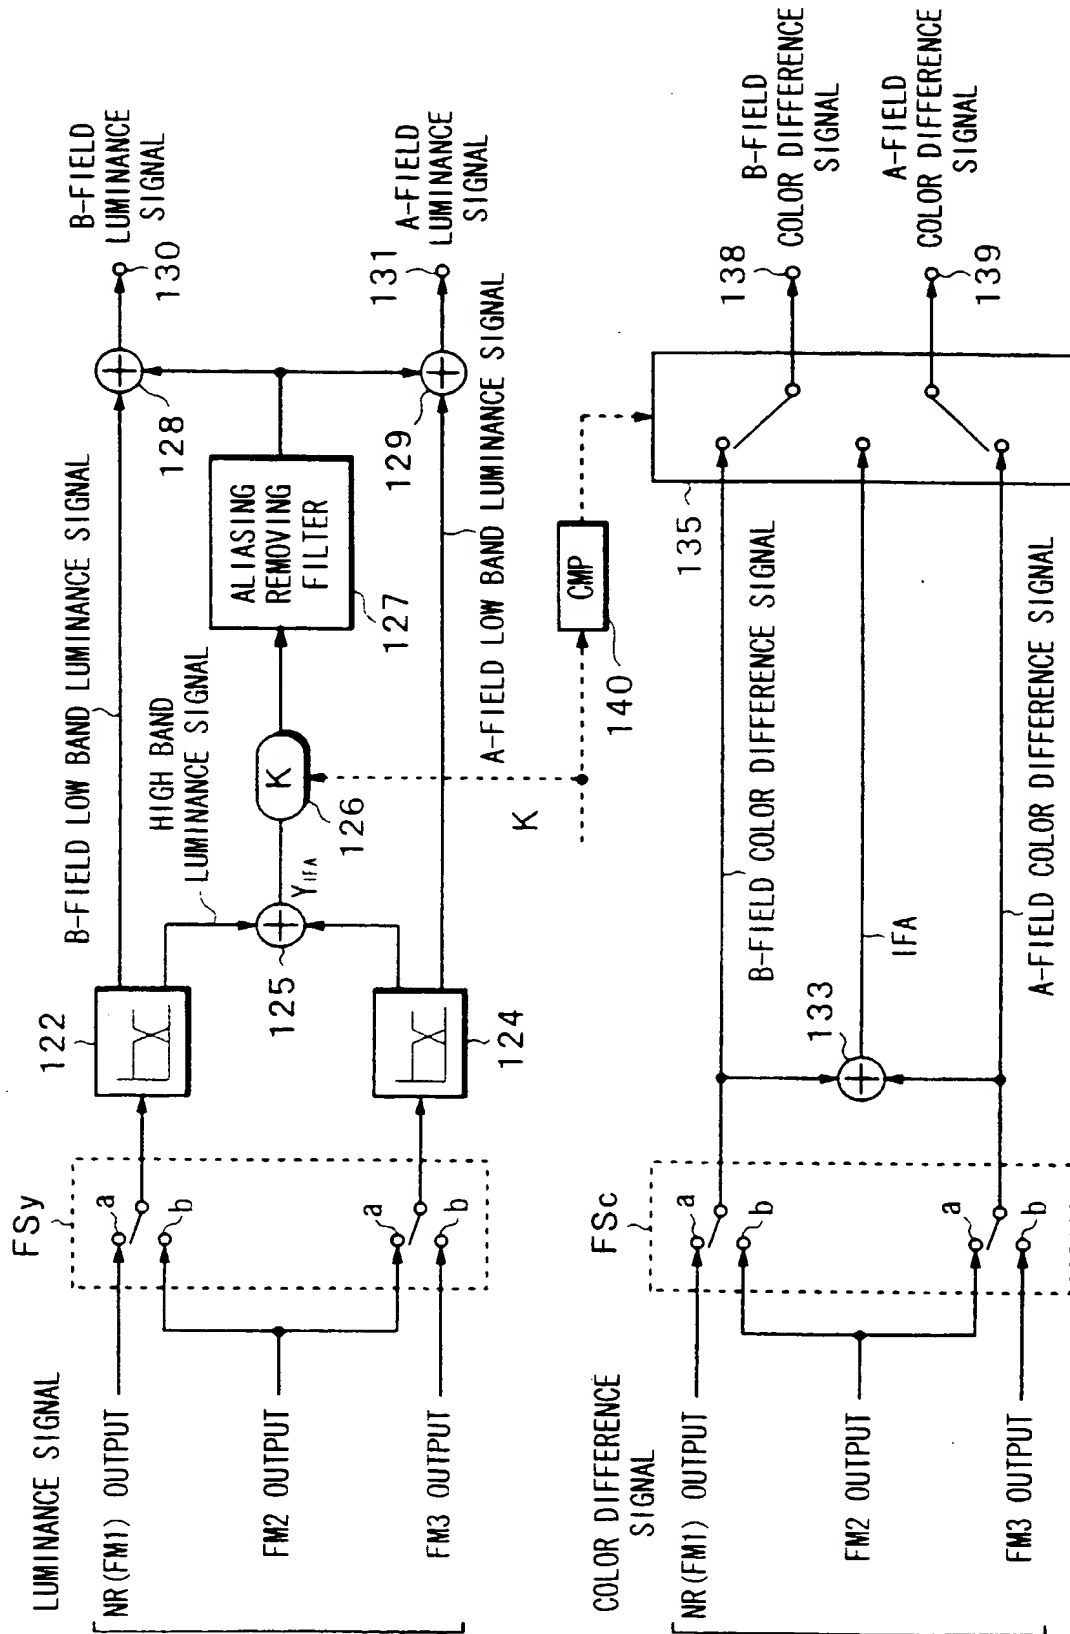 LUMINANCE SIGNAL
NR(FM1) OUTPUT
FM2 OUTPUT
FM3 OUTPUT
FSy
a
b
a
b
122
124
B-FIELD LOW BAND LUMINANCE SIGNAL
HIGH BAND
LUMINANCE SIGNAL
125
YIFA
K
126
ALIASING
REMOVING
FILTER
127
A-FIELD LOW BAND LUMINANCE SIGNAL
128
129
130
131
B-FIELD
LUMINANCE
SIGNAL
A-FIELD
LUMINANCE
SIGNAL
K
CMP
140
COLOR DIFFERENCE
SIGNAL
NR(FM1) OUTPUT
FM2 OUTPUT
FM3 OUTPUT
FSc
a
b
a
b
133
B-FIELD COLOR DIFFERENCE SIGNAL
IFA
A-FIELD COLOR DIFFERENCE SIGNAL
135
138
139
B-FIELD
COLOR DIFFERENCE
SIGNAL
A-FIELD
COLOR DIFFERENCE
SIGNAL